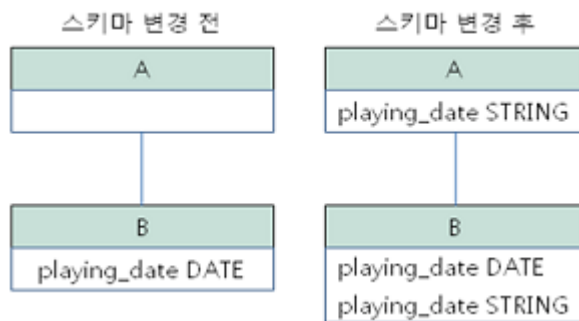 스키마 변경 전
A
B
playing_date DATE
스키마 변경 후
A
playing_date STRING
B
playing_date DATE
playing_date STRING